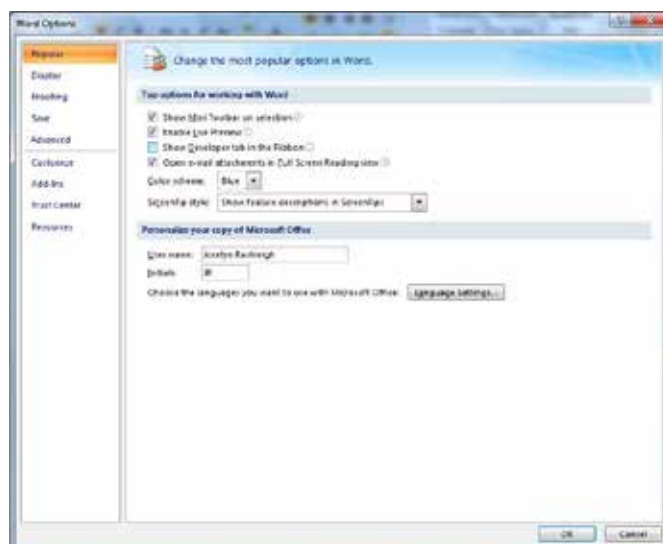 Word Options
Popular
Display
Proofing
Save
Advanced
Customize
Add-Ins
Trust Center
Resources
Change the most popular options in Word.
Top options for working with Word
Show Mini Toolbar on selection
Enable Live Preview
Show Developer tab in the Ribbon
Open e-mail attachments in Full Screen Reading view
Color scheme: Blue
ScreenTip style: Show feature descriptions in ScreenTips
Personalize your copy of Microsoft Office
User name: Jocelyn
Initials:
Choose the languages you want to use with Microsoft Office: Language Settings...
OK Cancel